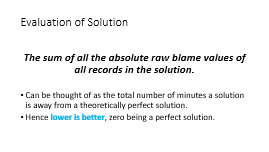 Evaluation of Solution
The sum of all the absolute raw blame values of
all records in the solution.
• Can be thought of as the total number of minutes a solution
is away from a theoretically perfect solution.
• Hence lower is better, zero being a perfect solution.